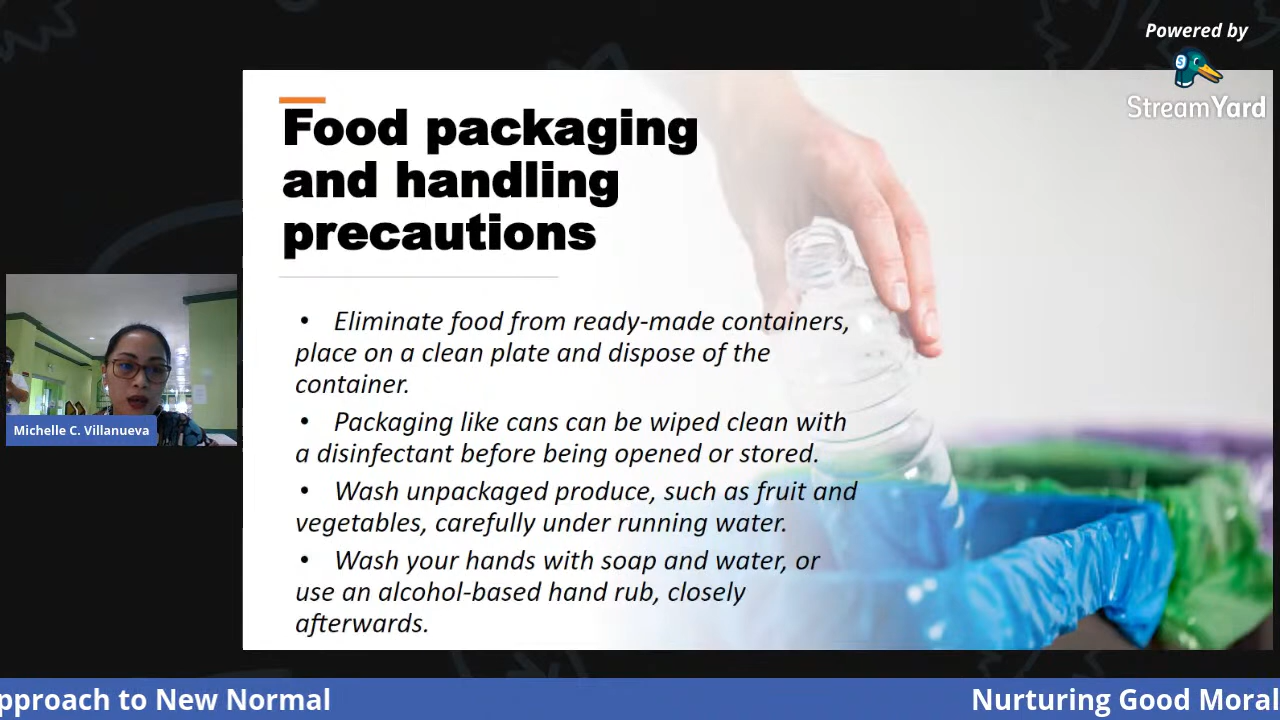 Powered by
StreamYard
Food packaging
and handling
precautions
• Eliminate food from ready-made containers,
place on a clean plate and dispose of the
container.
• Packaging like cans can be wiped clean with
a disinfectant before being opened or stored.
• Wash unpackaged produce, such as fruit and
vegetables, carefully under running water.
• Wash your hands with soap and water, or
use an alcohol-based hand rub, closely
afterwards.
Michelle C. Villanueva
pproach to New Normal
Nurturing Good Moral